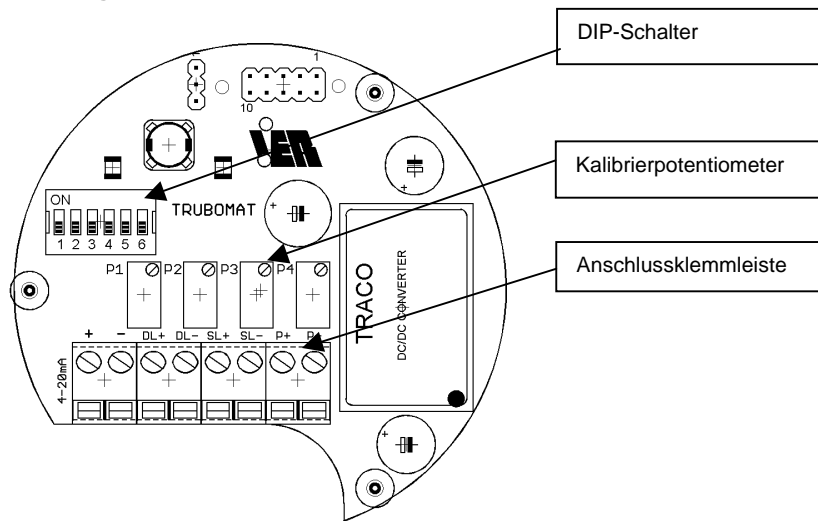 DIP-Schalter
1
10
Kalibrierpotentiometer
ON
TRUBOMAT
1 2 3 4 5 6
P1 P2 P3 P4
Anschlussklemmleiste
TRACO
DC/DC CONVERTER
+ - DL+ DL- SL+ SL- P+ P-
4-20mA